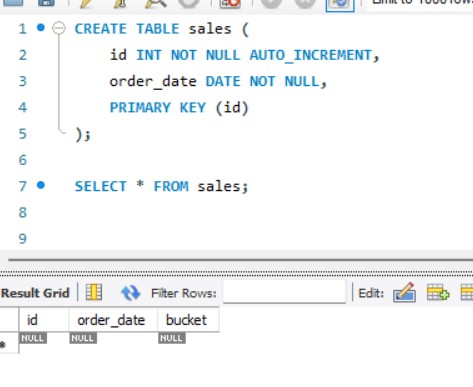 Limit to 1000 rows
1 CREATE TABLE sales (
2 id INT NOT NULL AUTO_INCREMENT,
3 order_date DATE NOT NULL,
4 PRIMARY KEY (id)
5 );
6
7 SELECT * FROM sales;
8
9
Result Grid Filter Rows: Edit:
id order_date bucket
* NULL NULL NULL